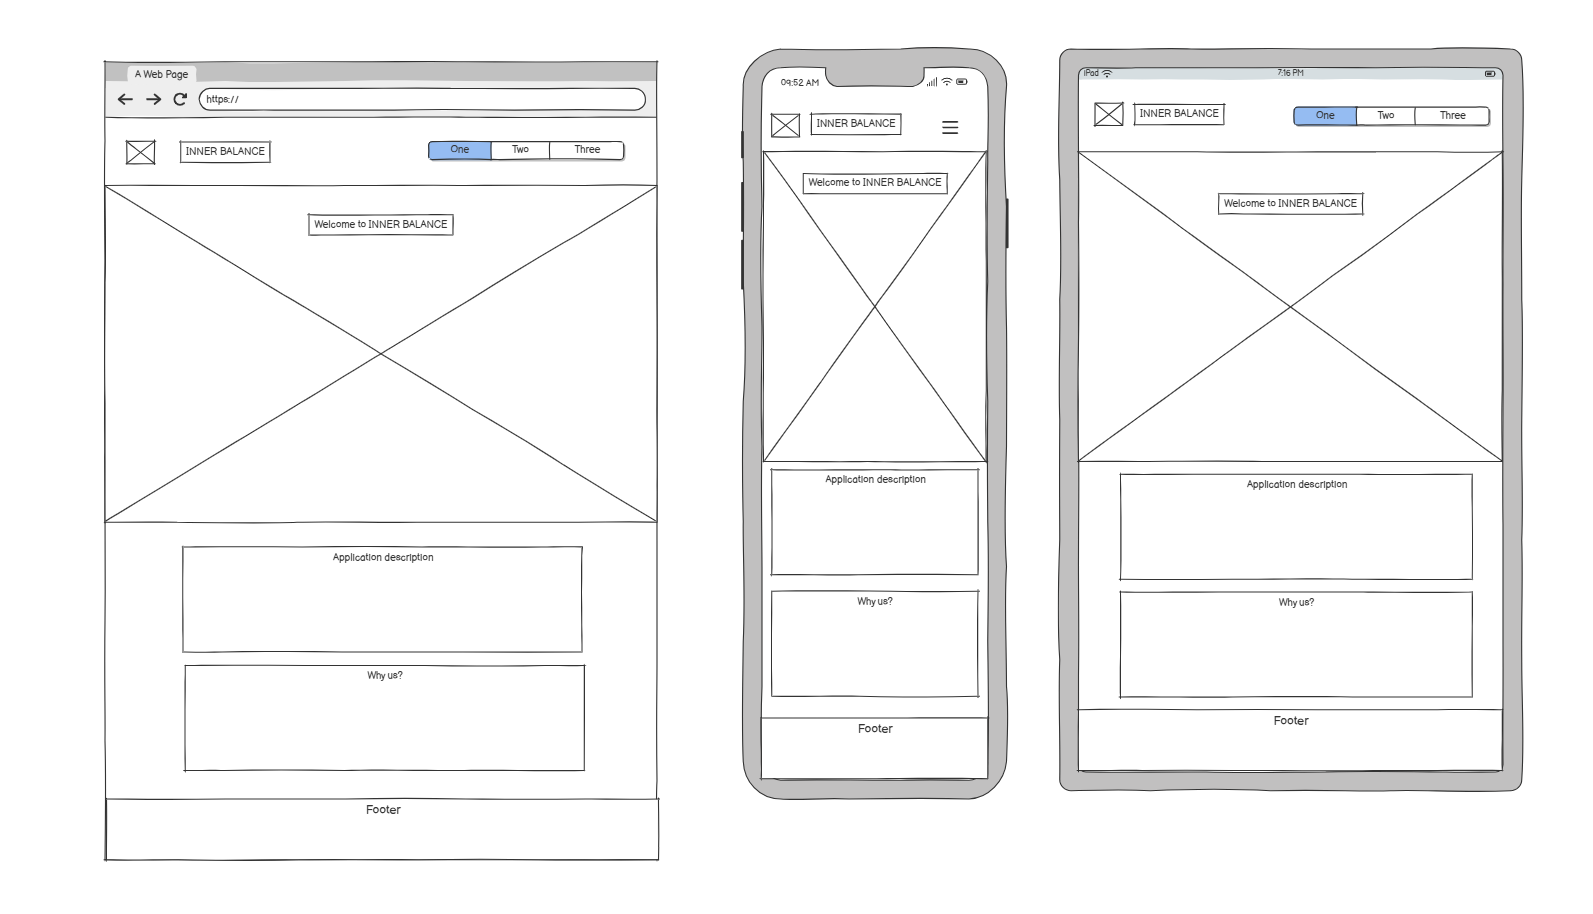 A Web Page
https://
INNER BALANCE
One Two Three
Welcome to INNER BALANCE
Application description
Why us?
Footer
09:52 AM
INNER BALANCE
Welcome to INNER BALANCE
Application description
Why us?
Footer
iPad 7:16 PM
INNER BALANCE
One Two Three
Welcome to INNER BALANCE
Application description
Why us?
Footer